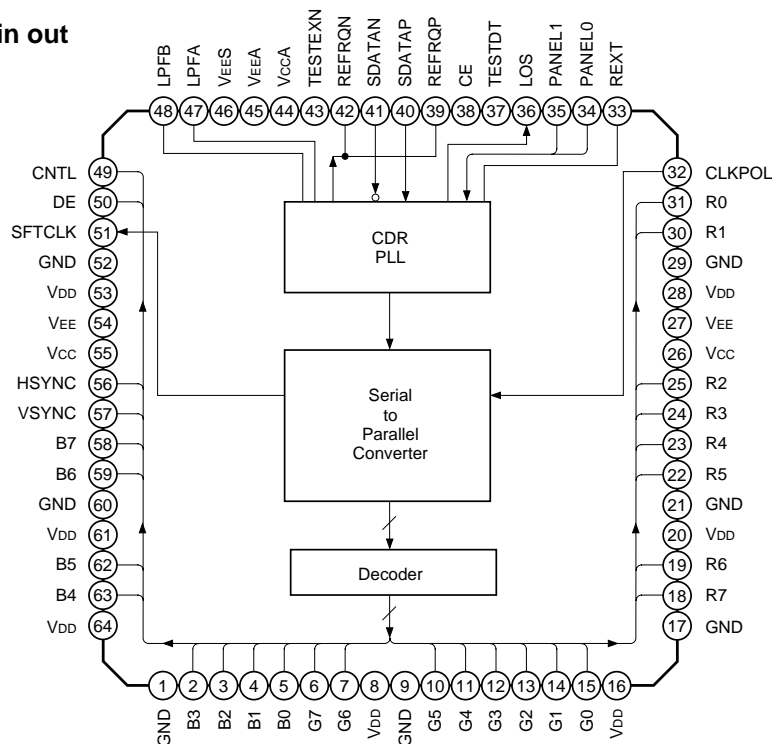 in out
LPFB
LPFA
VEES
VEEA
VCCA
TESTEXN
REFRQN
SDATAN
SDATAP
REFRQP
CE
TESTDT
LOS
PANEL1
PANEL0
REXT
48 47 46 45 44 43 42 41 40 39 38 37 36 35 34 33
CNTL 49
DE 50
SFTCLK 51
GND 52
VDD 53
VEE 54
VCC 55
HSYNC 56
VSYNC 57
B7 58
B6 59
GND 60
VDD 61
B5 62
B4 63
VDD 64
CDR
PLL
Serial
to
Parallel
Converter
Decoder
32 CLKPOL
31 R0
30 R1
29 GND
28 VDD
27 VEE
26 VCC
25 R2
24 R3
23 R4
22 R5
21 GND
20 VDD
19 R6
18 R7
17 GND
1 2 3 4 5 6 7 8 9 10 11 12 13 14 15 16
GND
B3
B2
B1
B0
G7
G6
VDD
GND
G5
G4
G3
G2
G1
G0
VDD